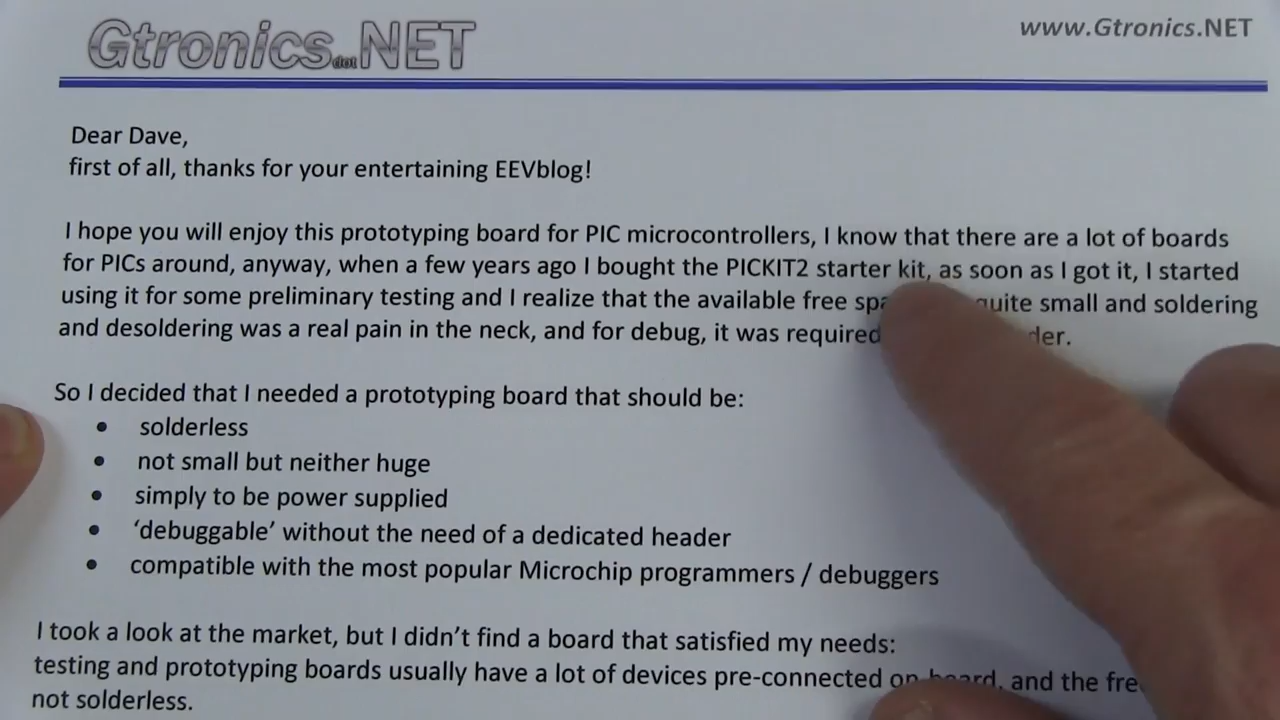 Gtronics.dot.NET
www.Gtronics.NET
Dear Dave,
first of all, thanks for your entertaining EEVblog!
I hope you will enjoy this prototyping board for PIC microcontrollers, I know that there are a lot of boards
for PICs around, anyway, when a few years ago I bought the PICKIT2 starter kit, as soon as I got it, I started
using it for some preliminary testing and I realize that the available free quite small and soldering
and desoldering was a real pain in the neck, and for debug, it was required
So I decided that I needed a prototyping board that should be:
• solderless
• not small but neither huge
• simply to be power supplied
• ‘debuggable’ without the need of a dedicated header
• compatible with the most popular Microchip programmers / debuggers
I took a look at the market, but I didn’t find a board that satisfied my needs:
testing and prototyping boards usually have a lot of devices pre-connected on board, and the
not solderless.